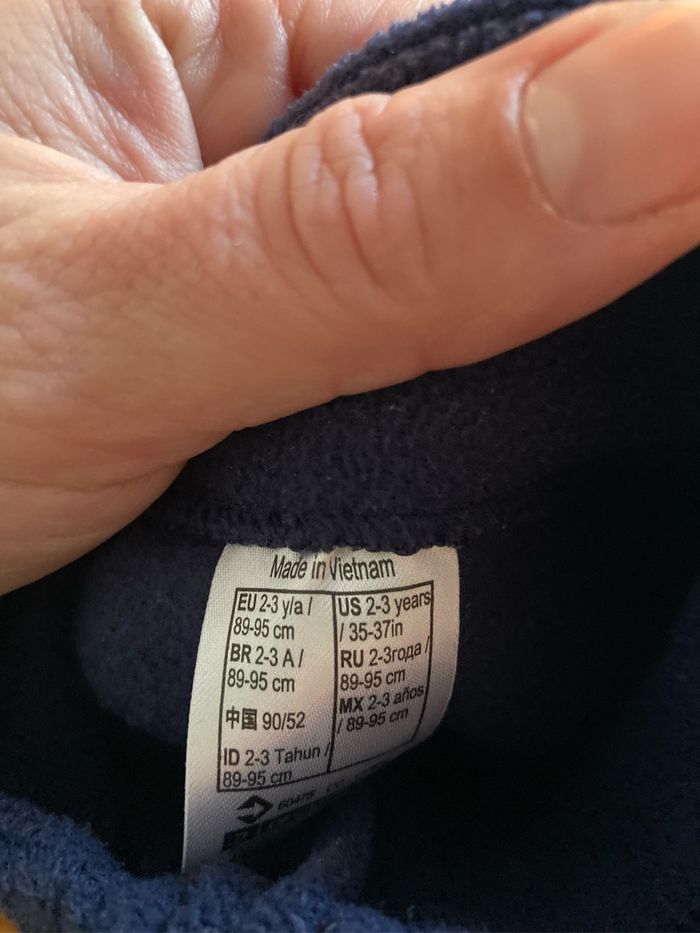 Made in Vietnam
EU 2-3 y/a /
89-95 cm
BR 2-3 A /
89-95 cm
中国 90/52
ID 2-3 Tahun /
89-95 cm
US 2-3 years
/ 35-37in
RU 2-3года /
89-95 cm
MX 2-3 años
/ 89-95 cm